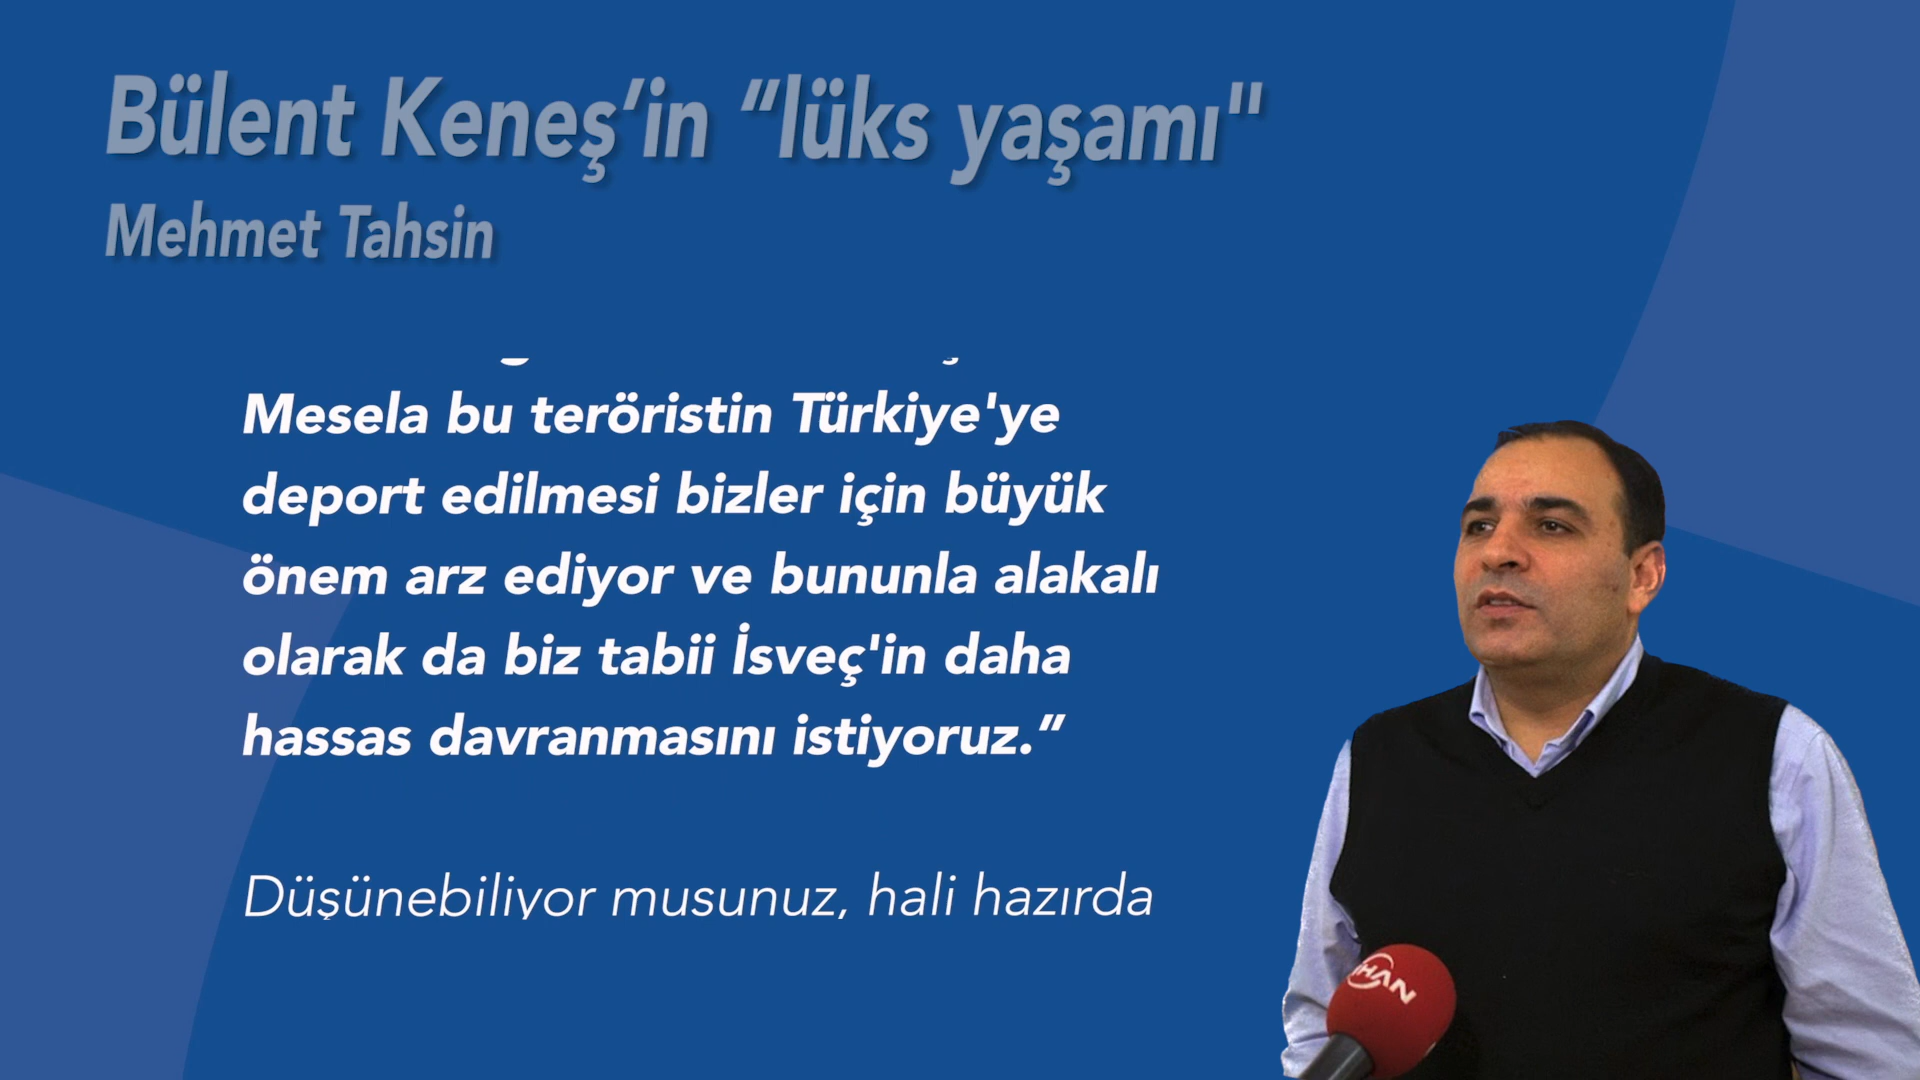 Bülent Keneş’in “lüks yaşamı"
Mehmet Tahsin
Mesela bu teröristin Türkiye'ye
deport edilmesi bizler için büyük
önem arz ediyor ve bununla alakalı
olarak da biz tabii İsveç'in daha
hassas davranmasını istiyoruz.”
Düşünebiliyor musunuz, hali hazırda